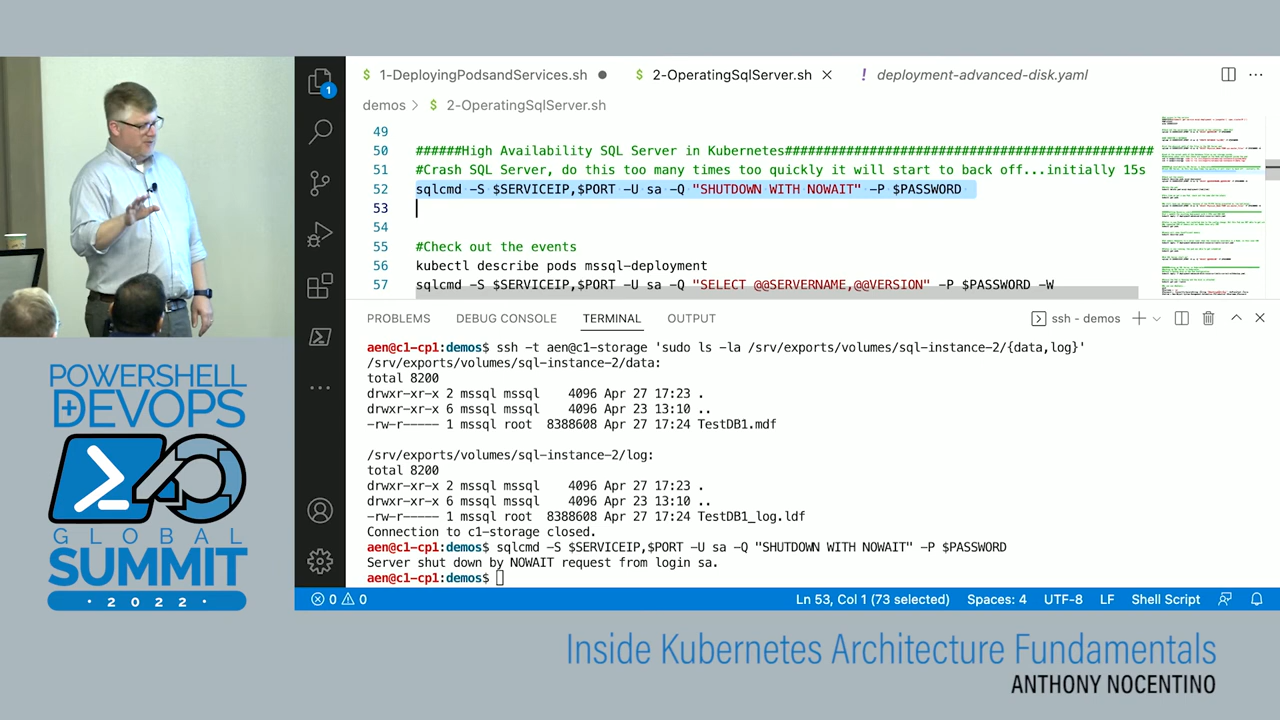 $ 1-DeployingPodsandServices.sh
$ 2-OperatingSqlServer.sh
! deployment-advanced-disk.yaml
1
demos > $ 2-OperatingSqlServer.sh
49
50 High Availability SQL Server in Kubernetes
51 #Crash SQL Server, do this too many times too quickly it will start to back off...initially 15s
52 sqlcmd -S $SERVICEIP,$PORT -U sa -Q "SHUTDOWN WITH NOWAIT" -P $PASSWORD
53
54
55 #Check out the events
56 kubectl describe pods mssql-deployment
57 sqlcmd -S $SERVICEIP,$PORT -U sa -Q "SELECT @@SERVERNAME,@@VERSION" -P $PASSWORD -W
PROBLEMS DEBUG CONSOLE TERMINAL OUTPUT
ssh - demos
aen@c1-cp1:demos$ ssh -t aen@c1-storage 'sudo ls -la /srv/exports/volumes/sql-instance-2/{data,log}'
/srv/exports/volumes/sql-instance-2/data:
total 8200
drwxr-xr-x 2 mssql mssql 4096 Apr 27 17:23 .
drwxr-xr-x 6 mssql mssql 4096 Apr 23 13:10 ..
-rw-r----- 1 mssql root 8388608 Apr 27 17:24 TestDB1.mdf
/srv/exports/volumes/sql-instance-2/log:
total 8200
drwxr-xr-x 2 mssql mssql 4096 Apr 27 17:23 .
drwxr-xr-x 6 mssql mssql 4096 Apr 23 13:10 ..
-rw-r----- 1 mssql root 8388608 Apr 27 17:24 TestDB1_log.ldf
Connection to c1-storage closed.
aen@c1-cp1:demos$ sqlcmd -S $SERVICEIP,$PORT -U sa -Q "SHUTDOWN WITH NOWAIT" -P $PASSWORD
Server shut down by NOWAIT request from login sa.
aen@c1-cp1:demos$
0 0
Ln 53, Col 1 (73 selected) Spaces: 4 UTF-8 LF Shell Script
POWERSHELL
DEVOPS
GLOBAL
SUMMIT
· 2 0 2 2 ·
Inside Kubernetes Architecture Fundamentals
ANTHONY NOCENTINO